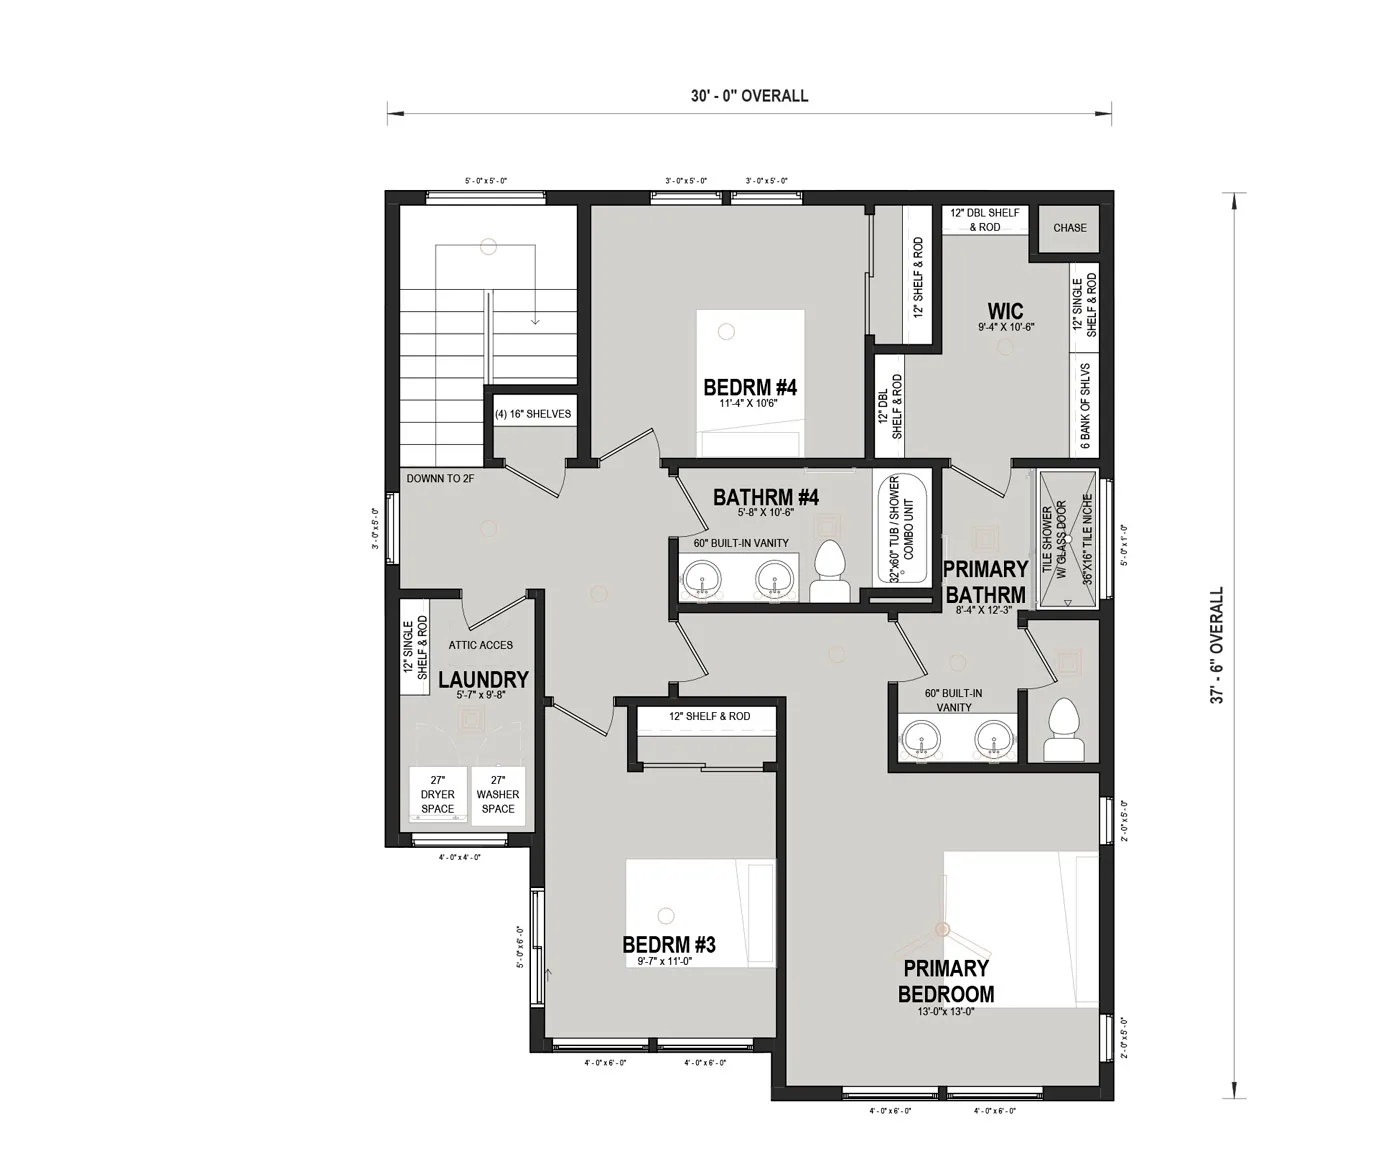 30' - 0" OVERALL
5' - 0" x 5' - 0"
3' - 0" x 5' - 0"
3' - 0" x 5' - 0"
12" DBL SHELF
& ROD
CHASE
12" SHELF & ROD
12" SINGLE
SHELF & ROD
WIC
9'-4" X 10'-6"
BEDRM #4
11'-4" X 10'6"
12" DBL
SHELF & ROD
6 BANK OF SHLVS
(4) 16" SHELVES
DOWNN TO 2F
3' - 0" x 5' - 0"
BATHRM #4
5'-8" X 10'-6"
60" BUILT-IN VANITY
32"x60" TUB / SHOWER
COMBO UNIT
TILE SHOWER
W/ GLASS DOOR
36"X16" TILE NICHE
5' - 0" x 1' - 0"
PRIMARY
BATHRM
8'-4" X 12'-3"
37' - 6" OVERALL
12" SINGLE
SHELF & ROD
ATTIC ACCES
LAUNDRY
5'-7" x 9'-8"
60" BUILT-IN
VANITY
12" SHELF & ROD
27"
DRYER
SPACE
27"
WASHER
SPACE
4' - 0" x 4' - 0"
2' - 0" x 5' - 0"
5' - 0" x 6' - 0"
BEDRM #3
9'-7" x 11'-0"
PRIMARY
BEDROOM
13'-0"x 13'-0"
2' - 0" x 5' - 0"
4' - 0" x 6' - 0"
4' - 0" x 6' - 0"
4' - 0" x 6' - 0"
4' - 0" x 6' - 0"